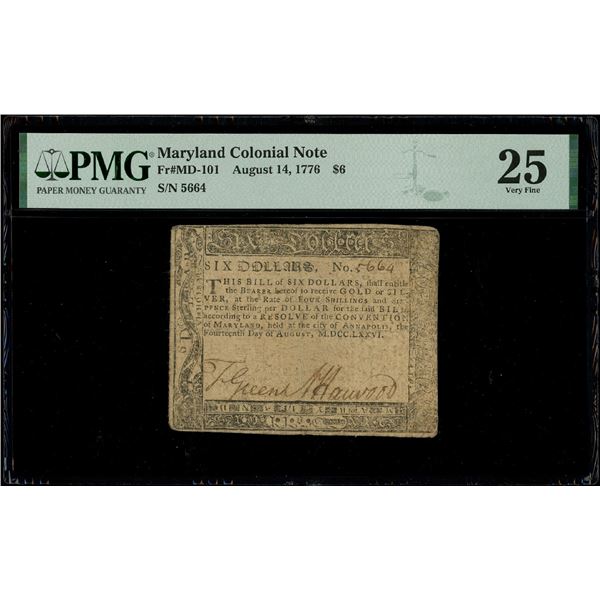 PMG®
PAPER MONEY GUARANTY
Maryland Colonial Note
Fr#MD-101 August 14, 1776 $6
S/N 5664
25
Very Fine
SIX DOLLARS. No. 5664
THIS BILL of SIX DOLLARS, shall entitle
the BEARER hereof to receive GOLD or SIL-
VER, at the Rate of FOUR SHILLINGS and SIX-
PENCE Sterling per DOLLAR for the said BILL
according to a RESOLVE of the CONVENTION
of MARYLAND, held at the city of ANNAPOLIS, the
Fourteenth Day of AUGUST, M.DCC.LXXVI.
T Green N Harwood